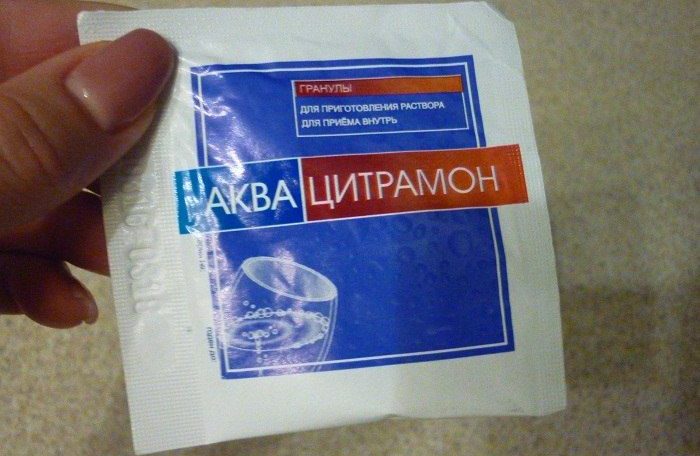 ГРАНУЛЫ
ДЛЯ ПРИГОТОВЛЕНИЯ РАСТВОРА
ДЛЯ ПРИЁМА ВНУТРЬ
АКВА ЦИТРАМОН